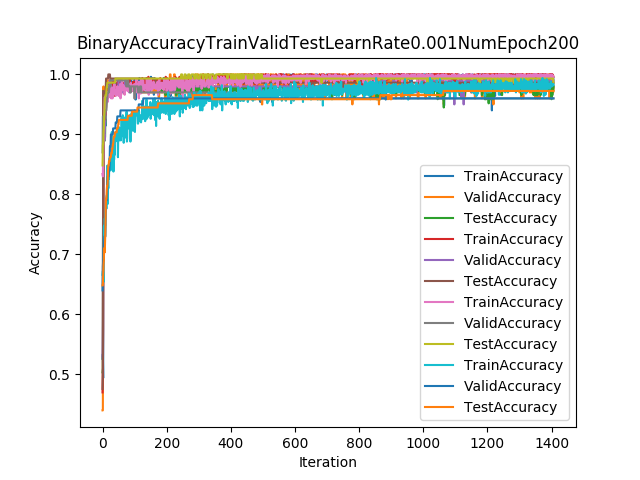 BinaryAccuracyTrainValidTestLearnRate0.001NumEpoch200
Accuracy
1.0
0.9
0.8
0.7
0.6
0.5
0
200
400
600
800
1000
1200
1400
Iteration
TrainAccuracy
ValidAccuracy
TestAccuracy
TrainAccuracy
ValidAccuracy
TestAccuracy
TrainAccuracy
ValidAccuracy
TestAccuracy
TrainAccuracy
ValidAccuracy
TestAccuracy